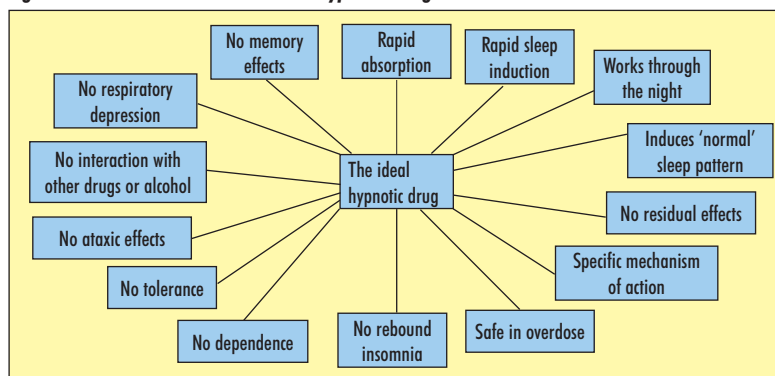 No memory
effects
Rapid
absorption
Rapid sleep
induction
Works through
the night
No respiratory
depression
Induces ‘normal’
sleep pattern
No interaction with
other drugs or alcohol
The ideal
hypnotic drug
No residual effects
No ataxic effects
Specific mechanism
of action
No tolerance
No dependence
No rebound
insomnia
Safe in overdose